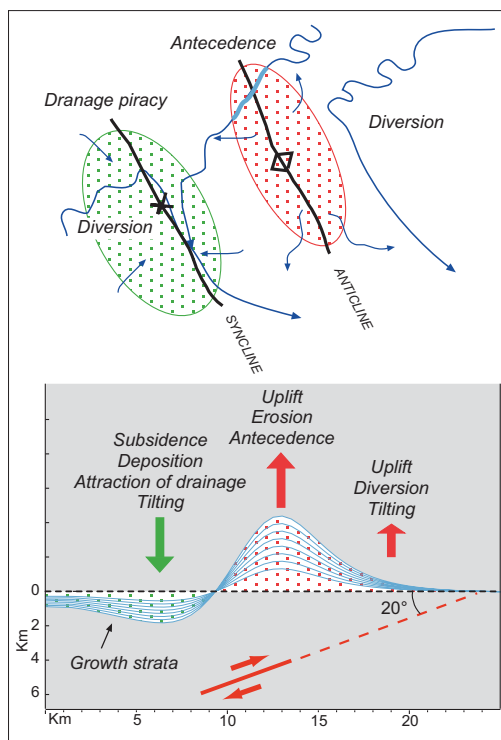 Antecedence
Dranage piracy
Diversion
Diversion
SYNCLINE
ANTICLINE
Uplift
Erosion
Antecedence
Subsidence
Deposition
Attraction of drainage
Tilting
Uplift
Diversion
Tilting
0
0
20°
2
Km
4
Growth strata
6
Km
5
10
15
20